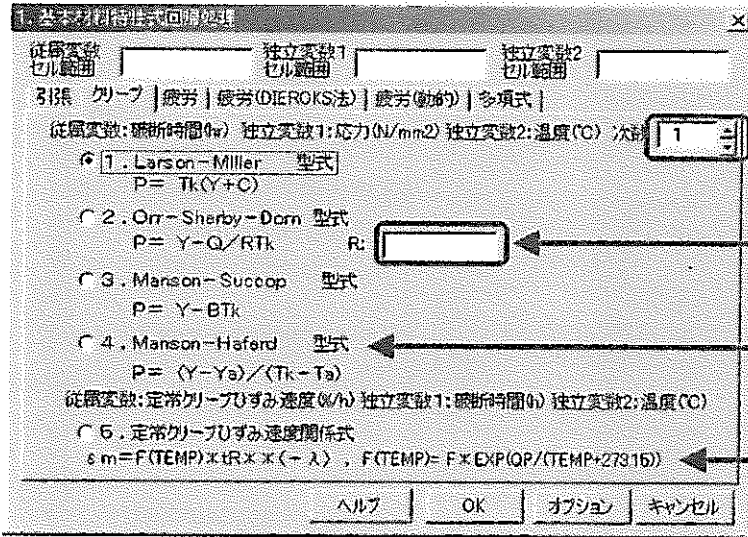 1. 基本材料特性式回帰処理
従属変数 セル範囲 独立変数1 セル範囲 独立変数2 セル範囲
引張 クリープ 疲労 疲労(DIEROKS法) 疲労(動的) 多項式
従属変数:破断時間(hr) 独立変数1:応力(N/mm2) 独立変数2:温度(℃) 次数 1
1.Larson-Miller 型式
P= Tk(Y+C)
2.Orr-Sherby-Dorn 型式
P= Y-Q/RTk R:
3.Manson-Succop 型式
P= Y-BTk
4.Manson-Haferd 型式
P= (Y-Ya)/(Tk-Ta)
従属変数:定常クリープひずみ速度(%/h) 独立変数1:破断時間(h) 独立変数2:温度(℃)
5.定常クリープひずみ速度関係式
εm=F(TEMP)*tR**(-λ) , F(TEMP)= F*EXP(QP/(TEMP+273.15))
ヘルプ OK オプション キャンセル